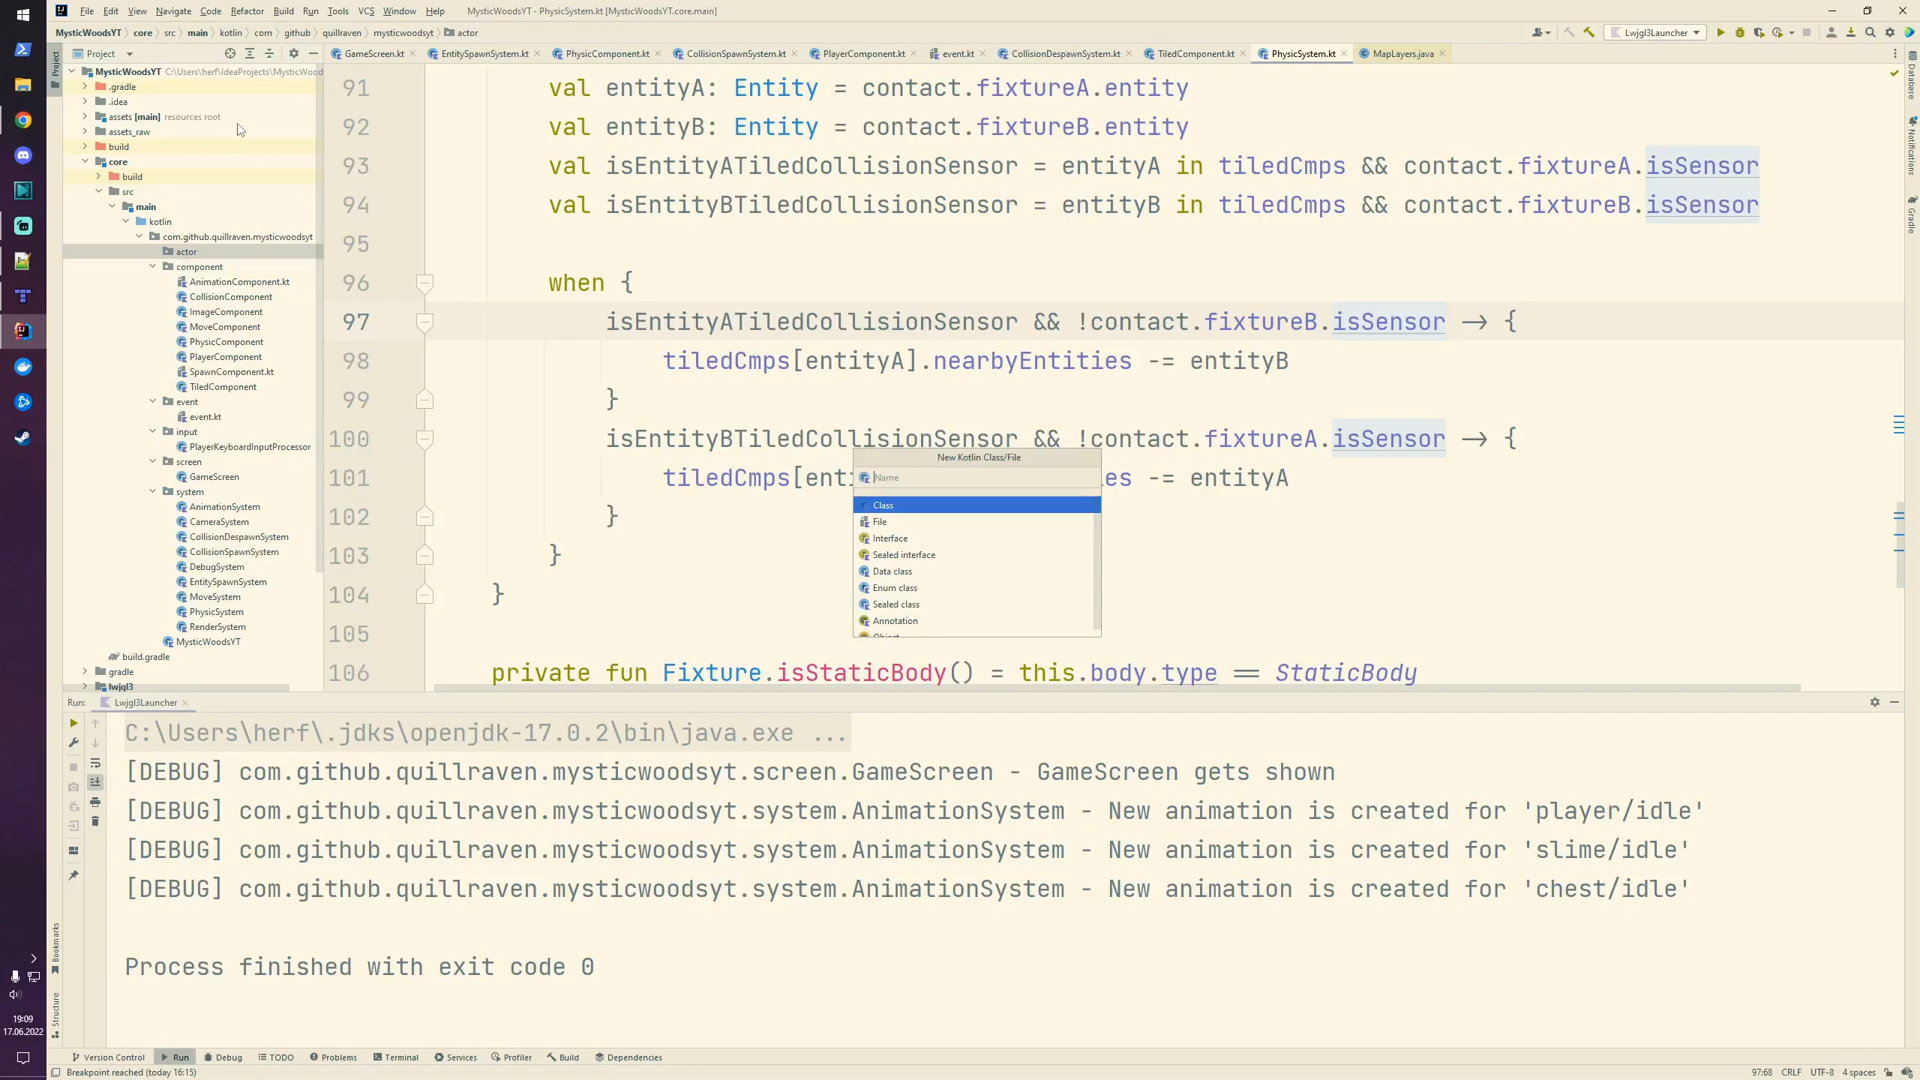 File Edit View Navigate Code Refactor Build Run Tools VCS Window Help MysticWoodsYT - PhysicSystem.kt [MysticWoodsYT.core.main]
MysticWoodsYT core src main kotlin com github quillraven mysticwoodsyt actor
Lwjgl3Launcher
Project
GameScreen.kt EntitySpawnSystem.kt PhysicComponent.kt CollisionSpawnSystem.kt PlayerComponent.kt event.kt CollisionDespawnSystem.kt TiledComponent.kt PhysicSystem.kt MapLayers.java
MysticWoodsYT C:\Users\herf\IdeaProjects\MysticWood
.gradle
.idea
assets [main] resources root
assets_raw
build
core
build
src
main
kotlin
com.github.quillraven.mysticwoodsyt
actor
component
AnimationComponent.kt
CollisionComponent
ImageComponent
MoveComponent
PhysicComponent
PlayerComponent
SpawnComponent.kt
TiledComponent
event
event.kt
input
PlayerKeyboardInputProcessor
screen
GameScreen
system
AnimationSystem
CameraSystem
CollisionDespawnSystem
CollisionSpawnSystem
DebugSystem
EntitySpawnSystem
MoveSystem
PhysicSystem
RenderSystem
MysticWoodsYT
build.gradle
gradle
lwjgl3
91 val entityA: Entity = contact.fixtureA.entity
92 val entityB: Entity = contact.fixtureB.entity
93 val isEntityATiledCollisionSensor = entityA in tiledCmps && contact.fixtureA.isSensor
94 val isEntityBTiledCollisionSensor = entityB in tiledCmps && contact.fixtureB.isSensor
95
96 when {
97 isEntityATiledCollisionSensor && !contact.fixtureB.isSensor -> {
98 tiledCmps[entityA].nearbyEntities -= entityB
99 }
100 isEntityBTiledCollisionSensor && !contact.fixtureA.isSensor -> {
101 tiledCmps[enti es -= entityA
102 }
103 }
104 }
105
106 private fun Fixture.isStaticBody() = this.body.type == StaticBody
New Kotlin Class/File
Name
Class
File
Interface
Sealed interface
Data class
Enum class
Sealed class
Annotation
Object
Project
Bookmarks
Structure
Database
Notifications
Gradle
Run: Lwjgl3Launcher
C:\Users\herf\.jdks\openjdk-17.0.2\bin\java.exe ...
[DEBUG] com.github.quillraven.mysticwoodsyt.screen.GameScreen - GameScreen gets shown
[DEBUG] com.github.quillraven.mysticwoodsyt.system.AnimationSystem - New animation is created for 'player/idle'
[DEBUG] com.github.quillraven.mysticwoodsyt.system.AnimationSystem - New animation is created for 'slime/idle'
[DEBUG] com.github.quillraven.mysticwoodsyt.system.AnimationSystem - New animation is created for 'chest/idle'
Process finished with exit code 0
19:09
17.06.2022
Version Control Run Debug TODO Problems Terminal Services Profiler Build Dependencies
Breakpoint reached (today 16:15)
97:68 CRLF UTF-8 4 spaces